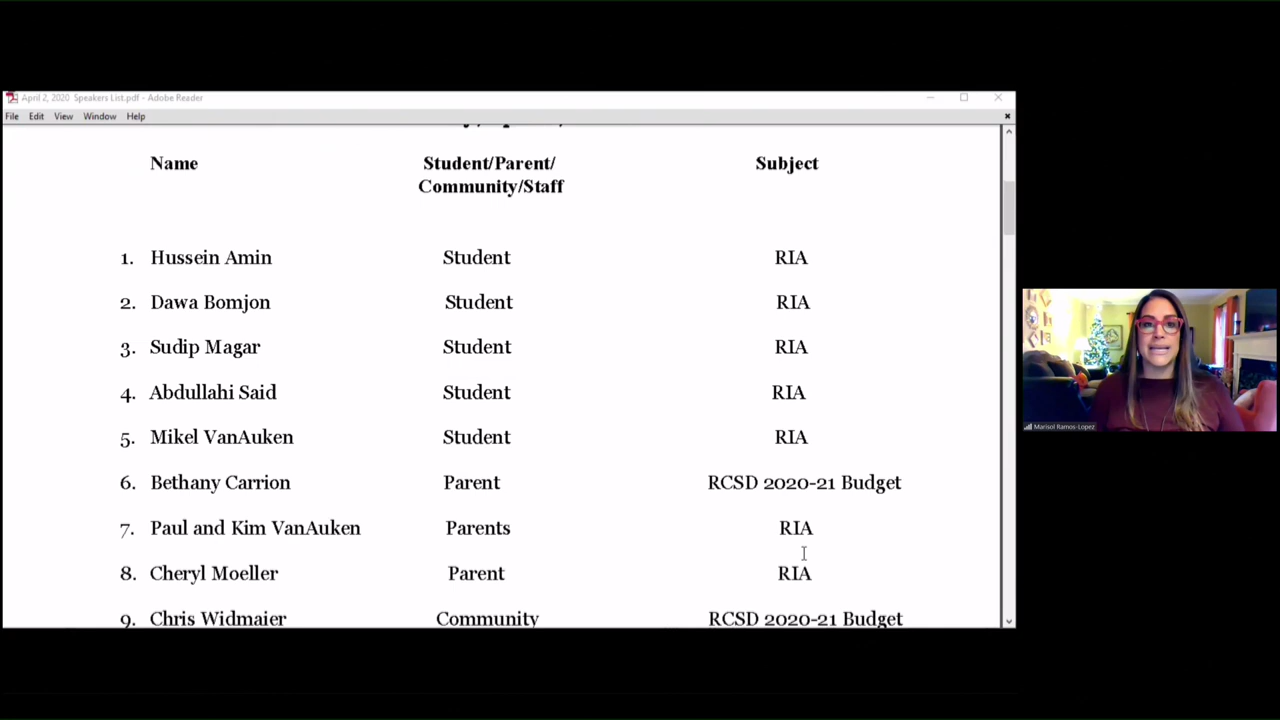 April 2, 2020 Speakers List.pdf - Adobe Reader
File Edit View Window Help
Name Student/Parent/ Subject
Community/Staff
1. Hussein Amin Student RIA
2. Dawa Bomjon Student RIA
3. Sudip Magar Student RIA
4. Abdullahi Said Student RIA
5. Mikel VanAuken Student RIA
6. Bethany Carrion Parent RCSD 2020-21 Budget
7. Paul and Kim VanAuken Parents RIA
8. Cheryl Moeller Parent RIA
9. Chris Widmaier Community RCSD 2020-21 Budget
Marisol Ramos-Lopez